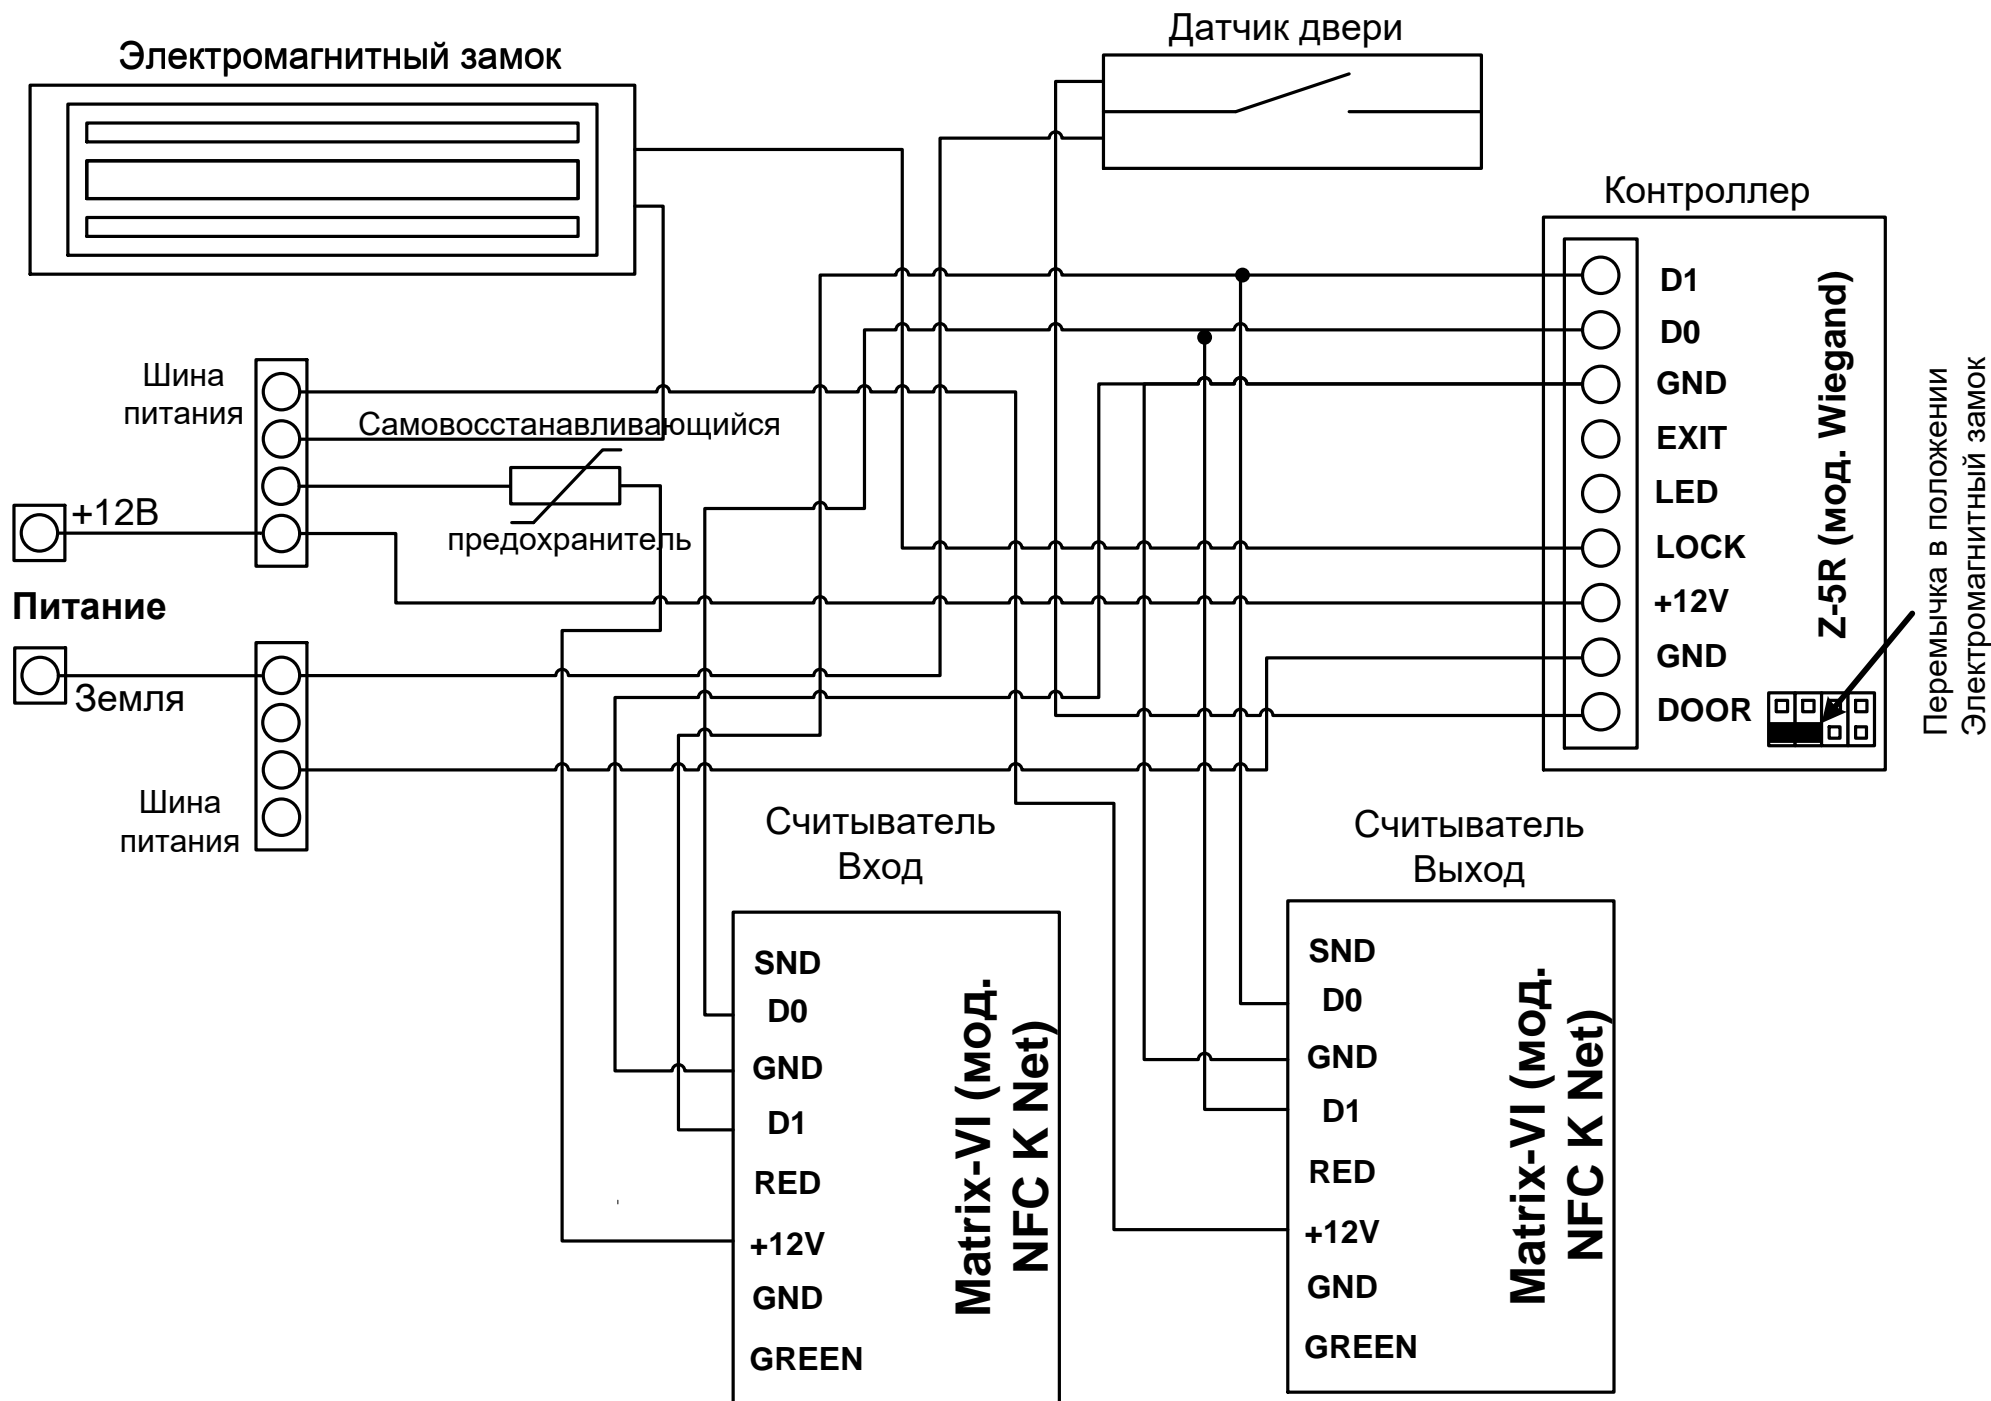 Датчик двери
Электромагнитный замок
Контроллер
D1
D0
GND
EXIT
LED
LOCK
+12V
GND
DOOR
Z-5R (мод. Wiegand)
Перемычка в положении
Электромагнитный замок
Шина
питания
Самовосстанавливающийся
предохранитель
+12В
Питание
Земля
Шина
питания
Считыватель
Вход
SND
D0
GND
D1
RED
+12V
GND
GREEN
Matrix-VI (мод.
NFC K Net)
Считыватель
Выход
SND
D0
GND
D1
RED
+12V
GND
GREEN
Matrix-VI (мод.
NFC K Net)